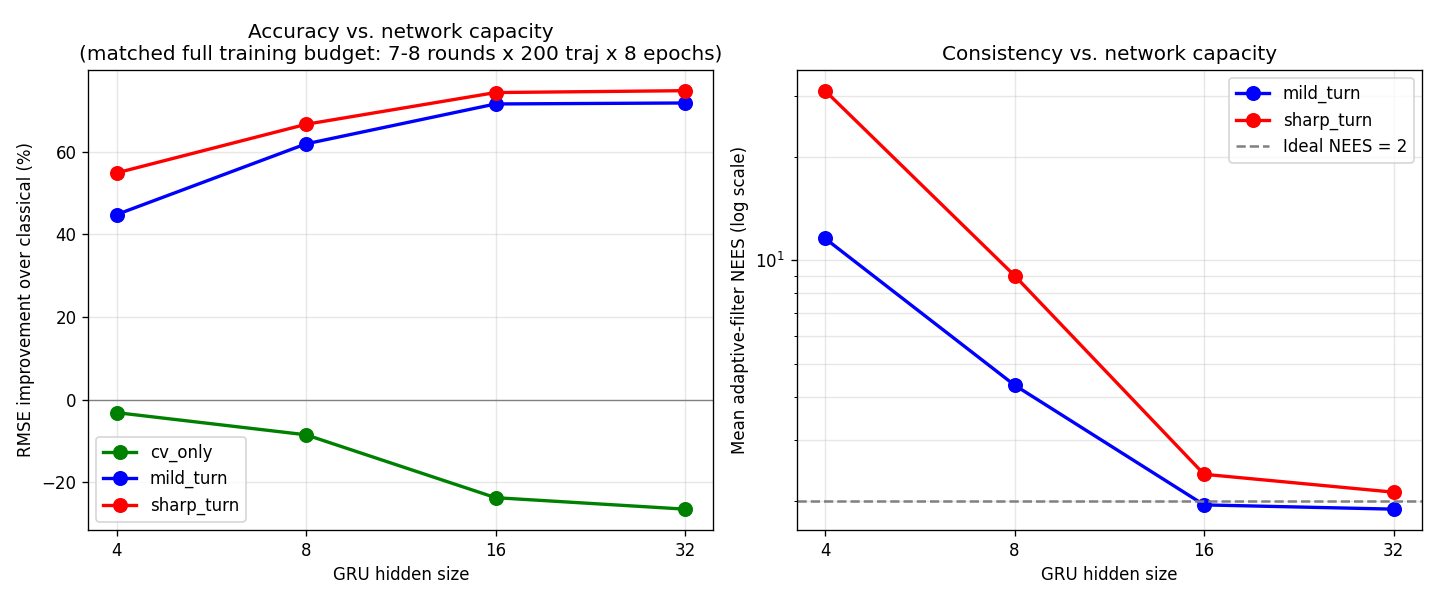 Accuracy vs. network capacity
(matched full training budget: 7-8 rounds x 200 traj x 8 epochs)
RMSE improvement over classical (%)
60
40
20
0
−20
cv_only
mild_turn
sharp_turn
4 8 16 32
GRU hidden size
Consistency vs. network capacity
Mean adaptive-filter NEES (log scale)
10¹
mild_turn
sharp_turn
Ideal NEES = 2
4 8 16 32
GRU hidden size